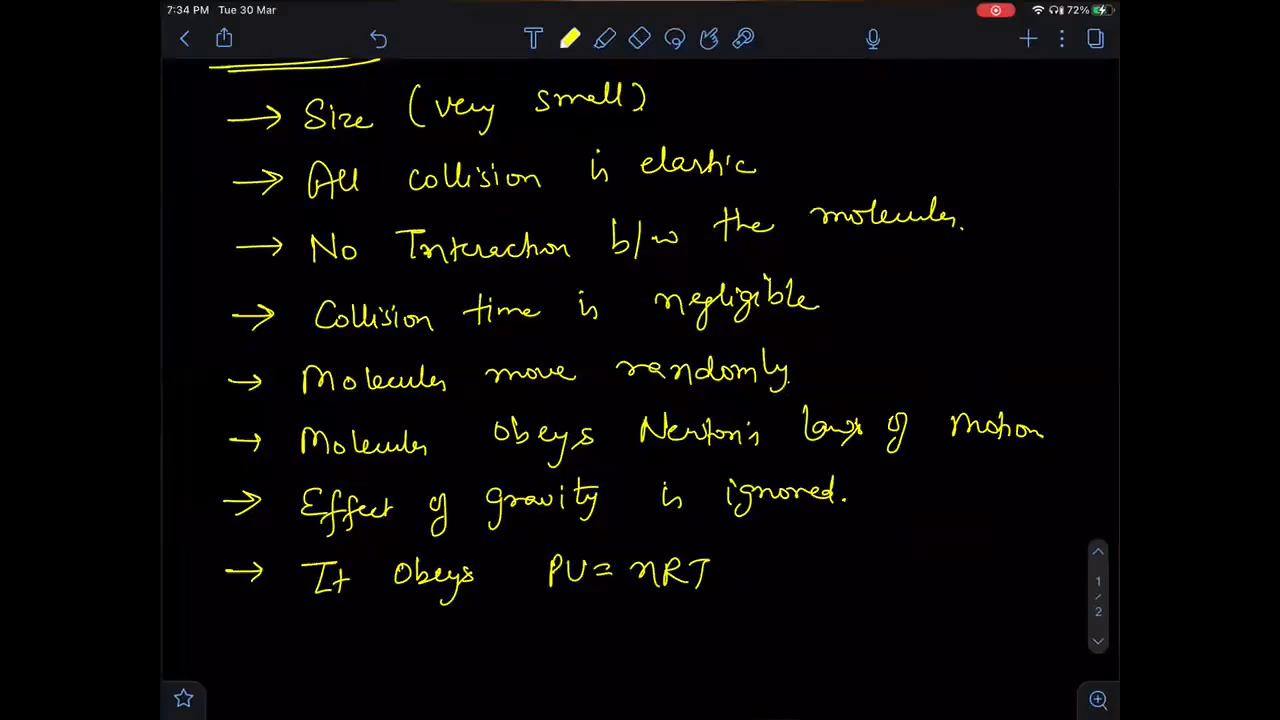 7:34 PM Tue 30 Mar
72%
→ Size (very small)
→ All collision is elastic
→ No Interaction b/w the molecules.
→ Collision time is negligible
→ Molecules move randomly.
→ Molecules obeys Newton's laws of motion
→ Effect of gravity is ignored.
→ It obeys PV = nRT
1
/
2